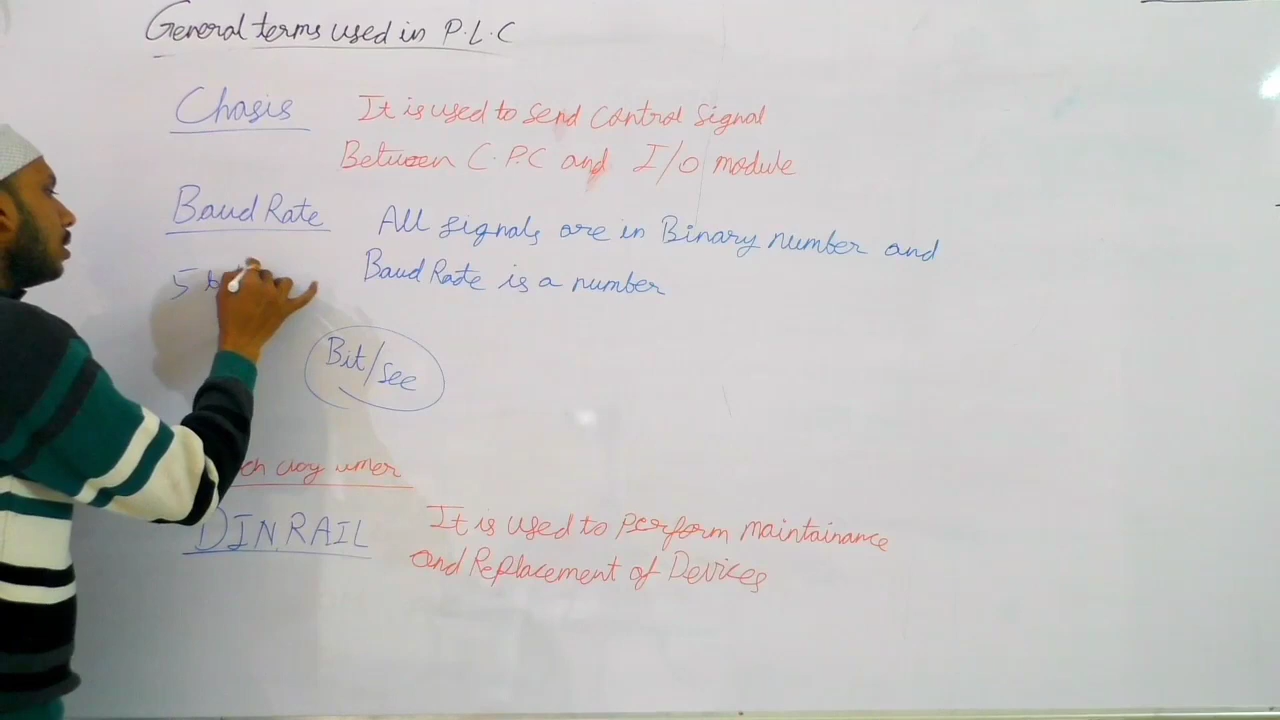 General terms used in P.L.C
Chasis It is used to send control signal
Between C.P.C and I/O module
Baud Rate All signals are in Binary number and
5 Baud Rate is a number
Bit/See
DIN.RAIL It is used to perform maintainance
and Replacement of Devices